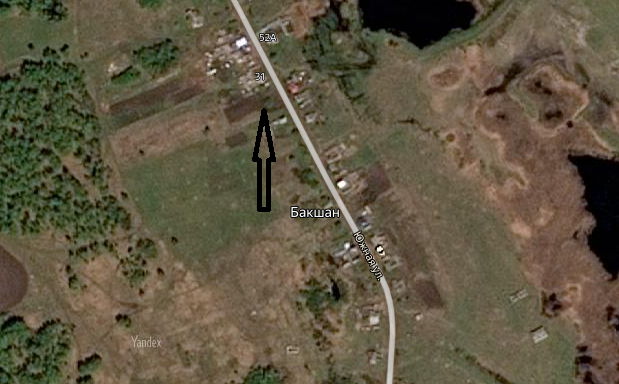 52А
31
Бакшан
Южная ул.
Yandex